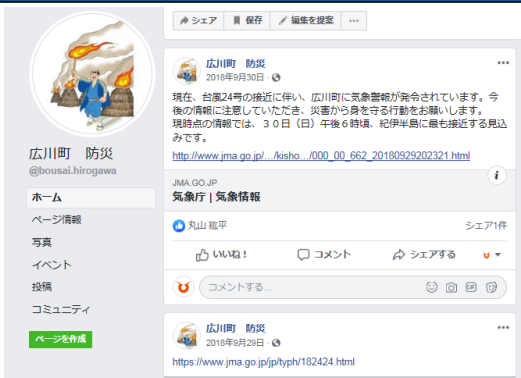 シェア 保存 編集を提案
広川町 防災
@bousai.hirogawa
ホーム
ページ情報
写真
イベント
投稿
コミュニティ
ページを作成
広川町 防災
2018年9月30日
現在、台風24号の接近に伴い、広川町に気象警報が発令されています。今
後の情報に注意していただき、災害から身を守る行動をお願いします。
現時点の情報では、３０日（日）午後６時頃、紀伊半島に最も接近する見込
みです。
http://www.jma.go.jp/.../kisho.../000_00_662_20180929202321.html
JMA.GO.JP
気象庁 | 気象情報
丸山 紘平 シェア1件
いいね！ コメント シェアする
コメントする...
GIF
広川町 防災
2018年9月29日
https://www.jma.go.jp/jp/typh/182424.html